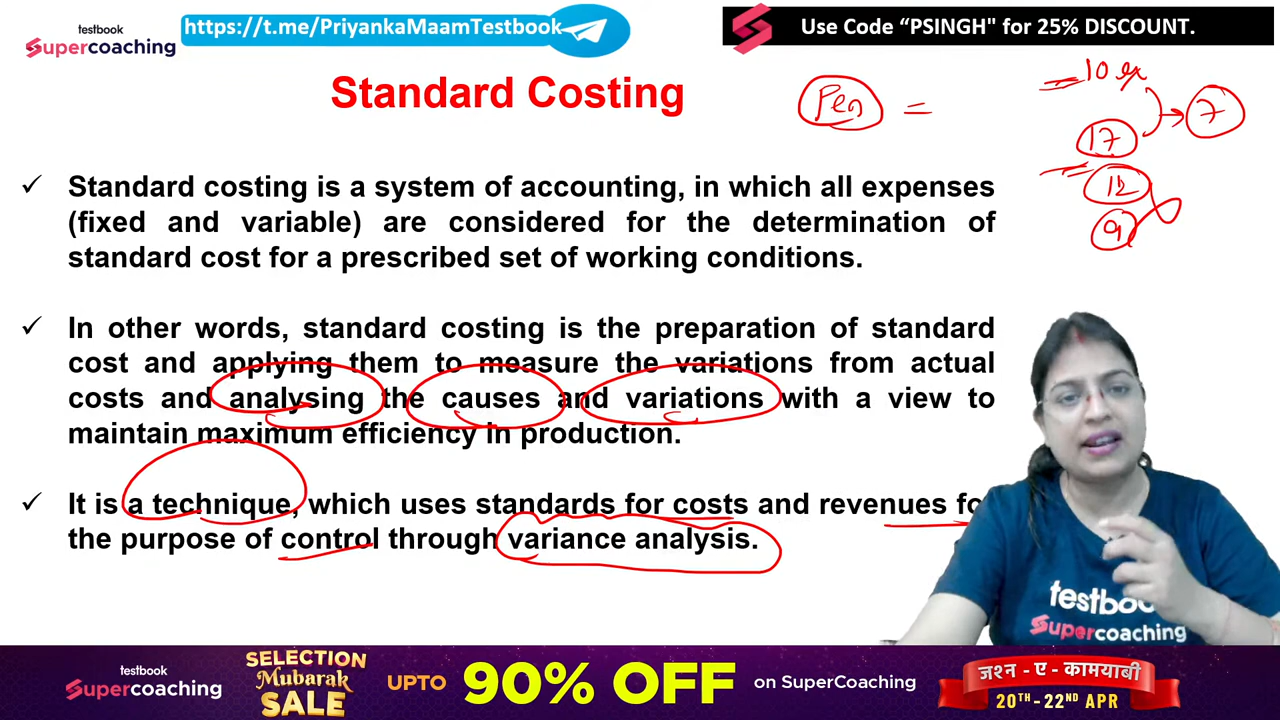 testbook
Supercoaching
https://t.me/PriyankaMaamTestbook
Use Code “PSINGH" for 25% DISCOUNT.
Standard Costing
Pen =
10
17
7
12
9
✓ Standard costing is a system of accounting, in which all expenses
(fixed and variable) are considered for the determination of
standard cost for a prescribed set of working conditions.
✓ In other words, standard costing is the preparation of standard
cost and applying them to measure the variations from actual
costs and analysing the causes and variations with a view to
maintain maximum efficiency in production.
✓ It is a technique, which uses standards for costs and revenues fo
the purpose of control through variance analysis.
testboo
Supercoaching
testbook
Supercoaching
SELECTION
Mubarak
SALE
UPTO 90% OFF on SuperCoaching
जश्न - ए - कामयाबी
20TH-22ND APR